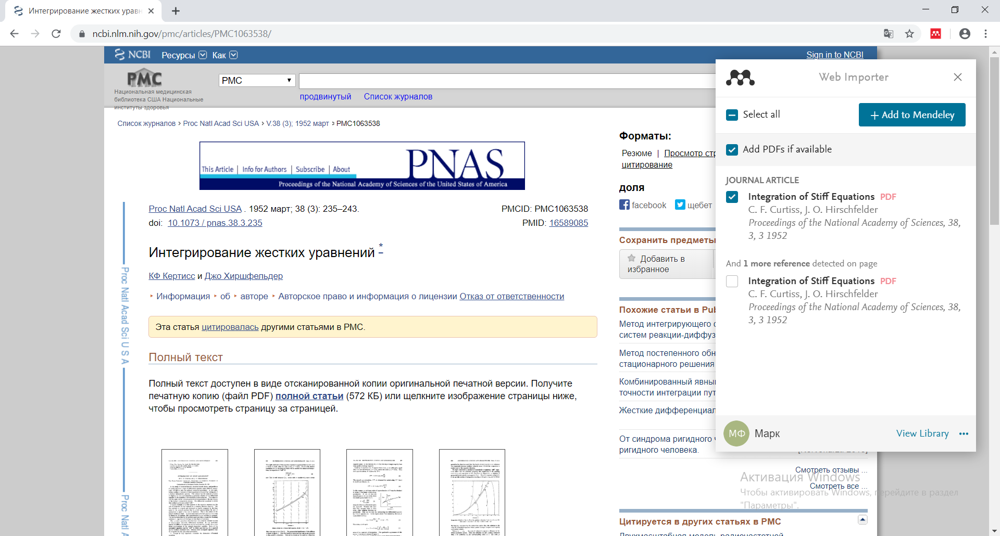 Интегрирование жестких уравн
ncbi.nlm.nih.gov/pmc/articles/PMC1063538/
NCBI Ресурсы Как Sign in to NCBI
PMC
Национальная медицинская
библиотека США Национальные
институты здоровья
PMC
продвинутый Список журналов
Список журналов > Proc Natl Acad Sci USA > V.38 (3); 1952 март > PMC1063538
This Article | Info for Authors | Subscribe | About
PNAS
Proceedings of the National Academy of Sciences of the United States of America
Proc Natl Acad Sci USA . 1952 март; 38 (3): 235–243.
doi: 10.1073 / pnas.38.3.235
PMCID: PMC1063538
PMID: 16589085
Интегрирование жестких уравнений *
КФ Кертисс и Джо Хиршфельдер
Информация ‣ об ‣ авторе ‣ Авторское право и информация о лицензии Отказ от ответственности
Эта статья цитировалась другими статьями в PMC.
Полный текст
Полный текст доступен в виде отсканированной копии оригинальной печатной версии. Получите
печатную копию (файл PDF) полной статьи (572 КБ) или щелкните изображение страницы ниже,
чтобы просмотреть страницу за страницей.
Proc Natl Acad Sci U S A
Proc Natl A
Форматы:
Резюме | Просмотр стр
цитирование
доля
facebook щебет
Сохранить предметы
Добавить в
избранное
Похожие статьи в Pub
Метод интегрирующего
систем реакции-диффуз
Метод постепенного обн
стационарного решения
Комбинированный явны
точности интеграции пут
Жесткие дифференциал
От синдрома ригидного ч
ригидного человека.
Смотреть отзывы ...
Смотреть все ...
Цитируется в других статьях в PMC
Web Importer
Select all
+ Add to Mendeley
Add PDFs if available
JOURNAL ARTICLE
Integration of Stiff Equations PDF
C. F. Curtiss, J. O. Hirschfelder
Proceedings of the National Academy of Sciences, 38,
3, 3 1952
And 1 more reference detected on page
Integration of Stiff Equations PDF
C. F. Curtiss, J. O. Hirschfelder
Proceedings of the National Academy of Sciences, 38,
3, 3 1952
МФ Марк View Library
Активация Windows
Чтобы активировать Windows, перейдите в раздел
"Параметры".